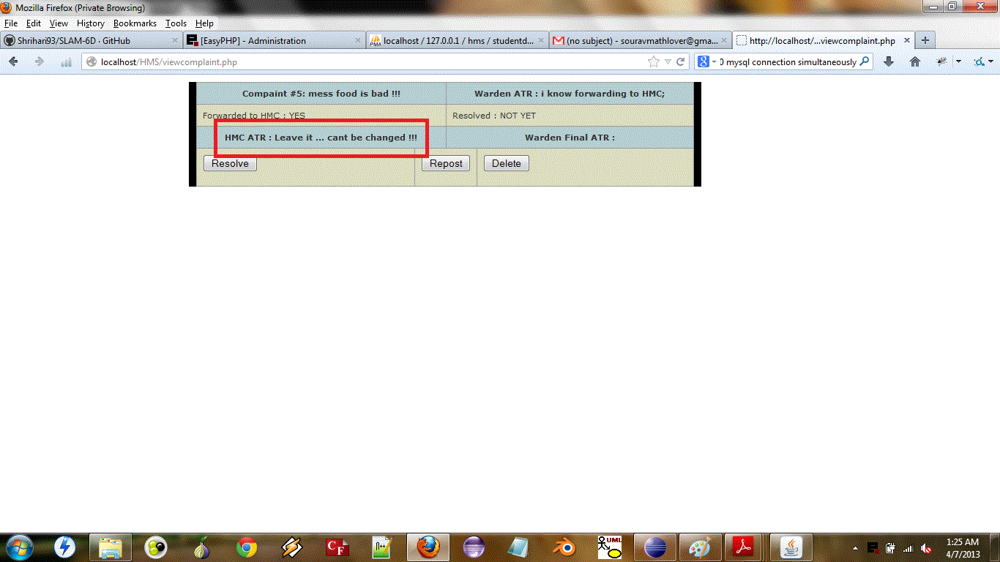 Mozilla Firefox (Private Browsing)
File Edit View History Bookmarks Tools Help
Shrihari93/SLAM-6D · GitHub
[EasyPHP] - Administration
localhost / 127.0.0.1 / hms / studentd...
(no subject) - souravmathlover@gma...
http://localhost/...viewcomplaint.php
localhost/HMS/viewcomplaint.php
mysql connection simultaneously
Compaint #5: mess food is bad !!! Warden ATR : i know forwarding to HMC;
Forwarded to HMC : YES Resolved : NOT YET
HMC ATR : Leave it ... cant be changed !!! Warden Final ATR :
Resolve Repost Delete
1:25 AM
4/7/2013